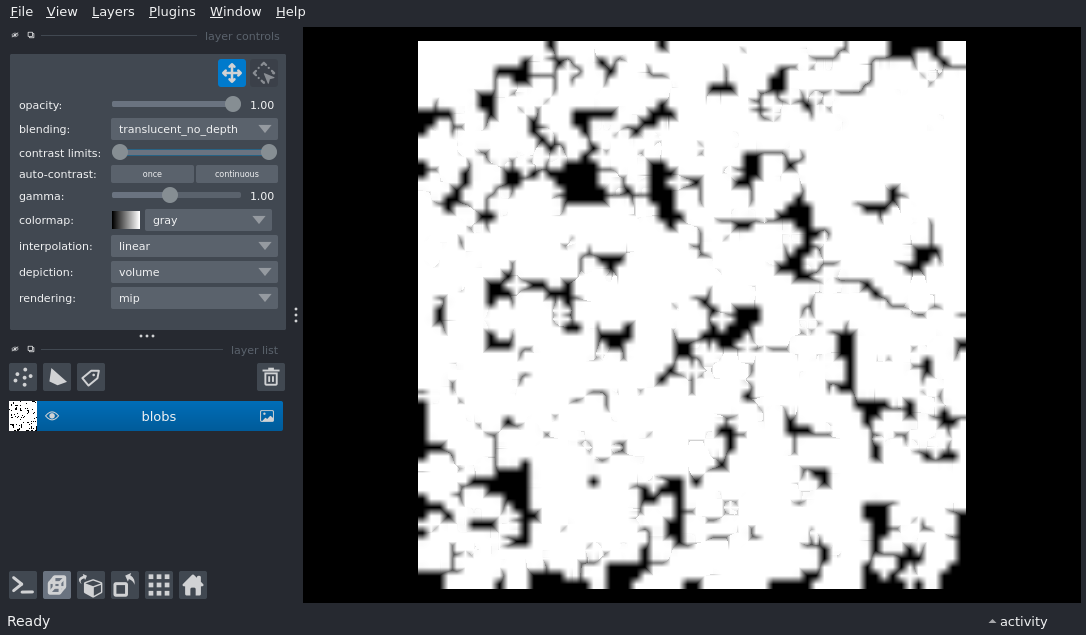 File View Layers Plugins Window Help
layer controls
opacity: 1.00
blending: translucent_no_depth
contrast limits:
auto-contrast: once continuous
gamma: 1.00
colormap: gray
interpolation: linear
depiction: volume
rendering: mip
layer list
blobs
Ready activity